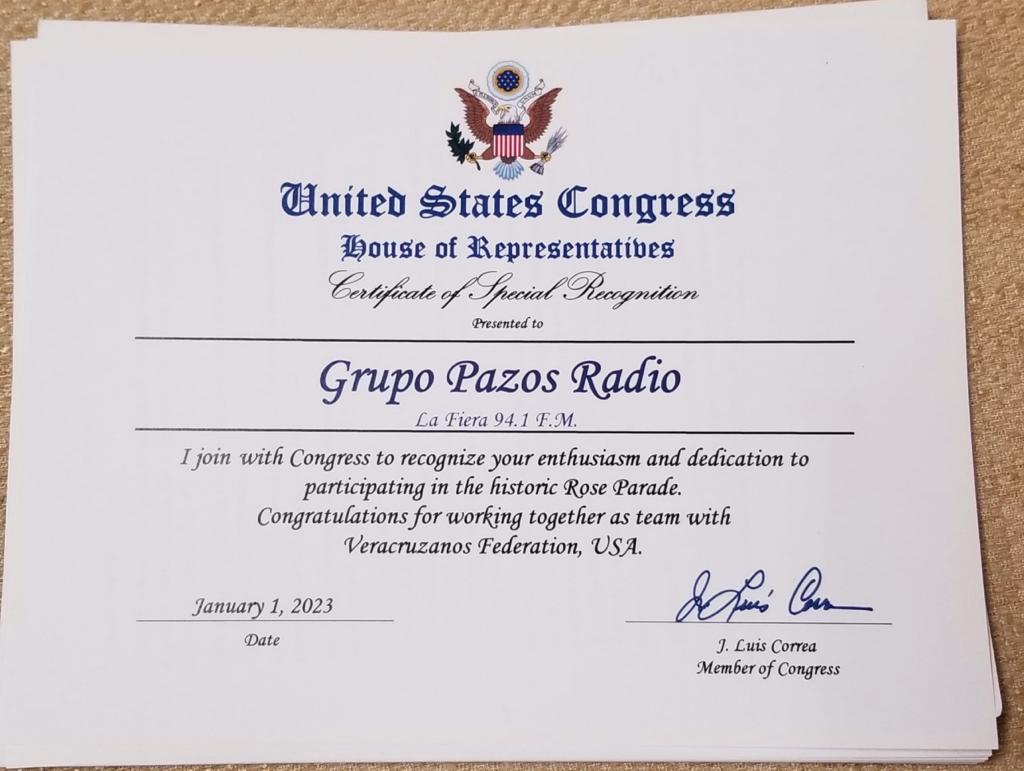 United States Congress
House of Representatives
Certificate of Special Recognition
Presented to
Grupo Pazos Radio
La Fiera 94.1 F.M.
I join with Congress to recognize your enthusiasm and dedication to
participating in the historic Rose Parade.
Congratulations for working together as team with
Veracruzanos Federation, USA.
January 1, 2023
Date
J. Luis Correa
J. Luis Correa
Member of Congress